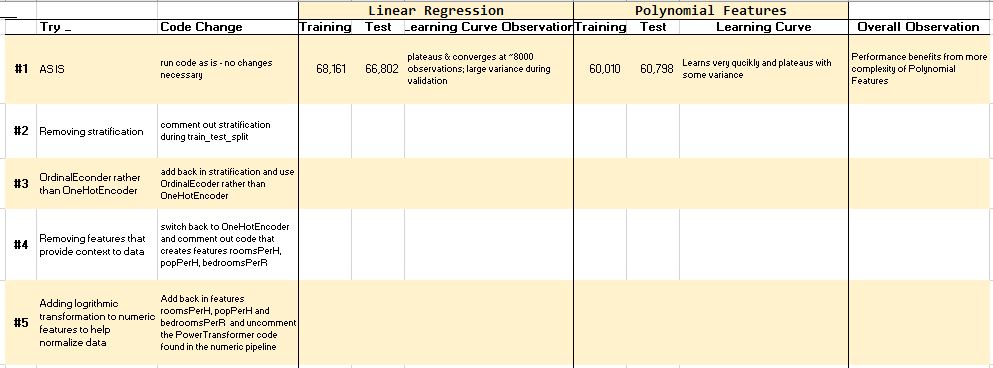 Linear Regression Polynomial Features
Try _ Code Change Training Test Learning Curve Observation Training Test Learning Curve Overall Observation
#1 AS IS run code as is - no changes necessary 68,161 66,802 plateaus & converges at ~8000 observations; large variance during validation 60,010 60,798 Learns very qucikly and plateaus with some variance Performance benefits from more complexity of Polynomial Features
#2 Removing stratification comment out stratification during train_test_split
#3 OrdinalEconder rather than OneHotEncoder add back in stratification and use OrdinalEcoder rather than OneHotEncoder
#4 Removing features that provide context to data switch back to OneHotEncoder and comment out code that creates features roomsPerH, popPerH, bedroomsPerR
#5 Adding logrithmic transformation to numeric features to help normalize data Add back in features roomsPerH, popPerH and bedroomsPerR and uncomment the PowerTransformer code found in the numeric pipeline